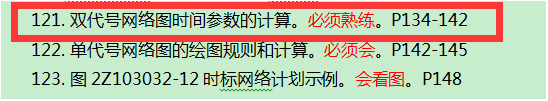 121. 双代号网络图时间参数的计算。必须熟练。P134-142
122. 单代号网络图的绘图规则和计算。必须会。P142-145
123. 图 2Z103032-12 时标网络计划示例。会看图。P148